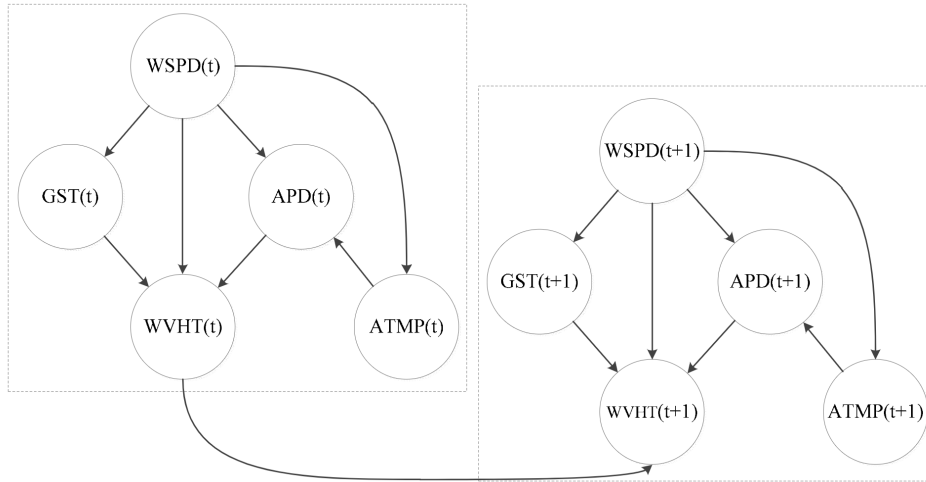 WSPD(t)
GST(t)
APD(t)
WVHT(t)
ATMP(t)
WSPD(t+1)
GST(t+1)
APD(t+1)
WVHT(t+1)
ATMP(t+1)